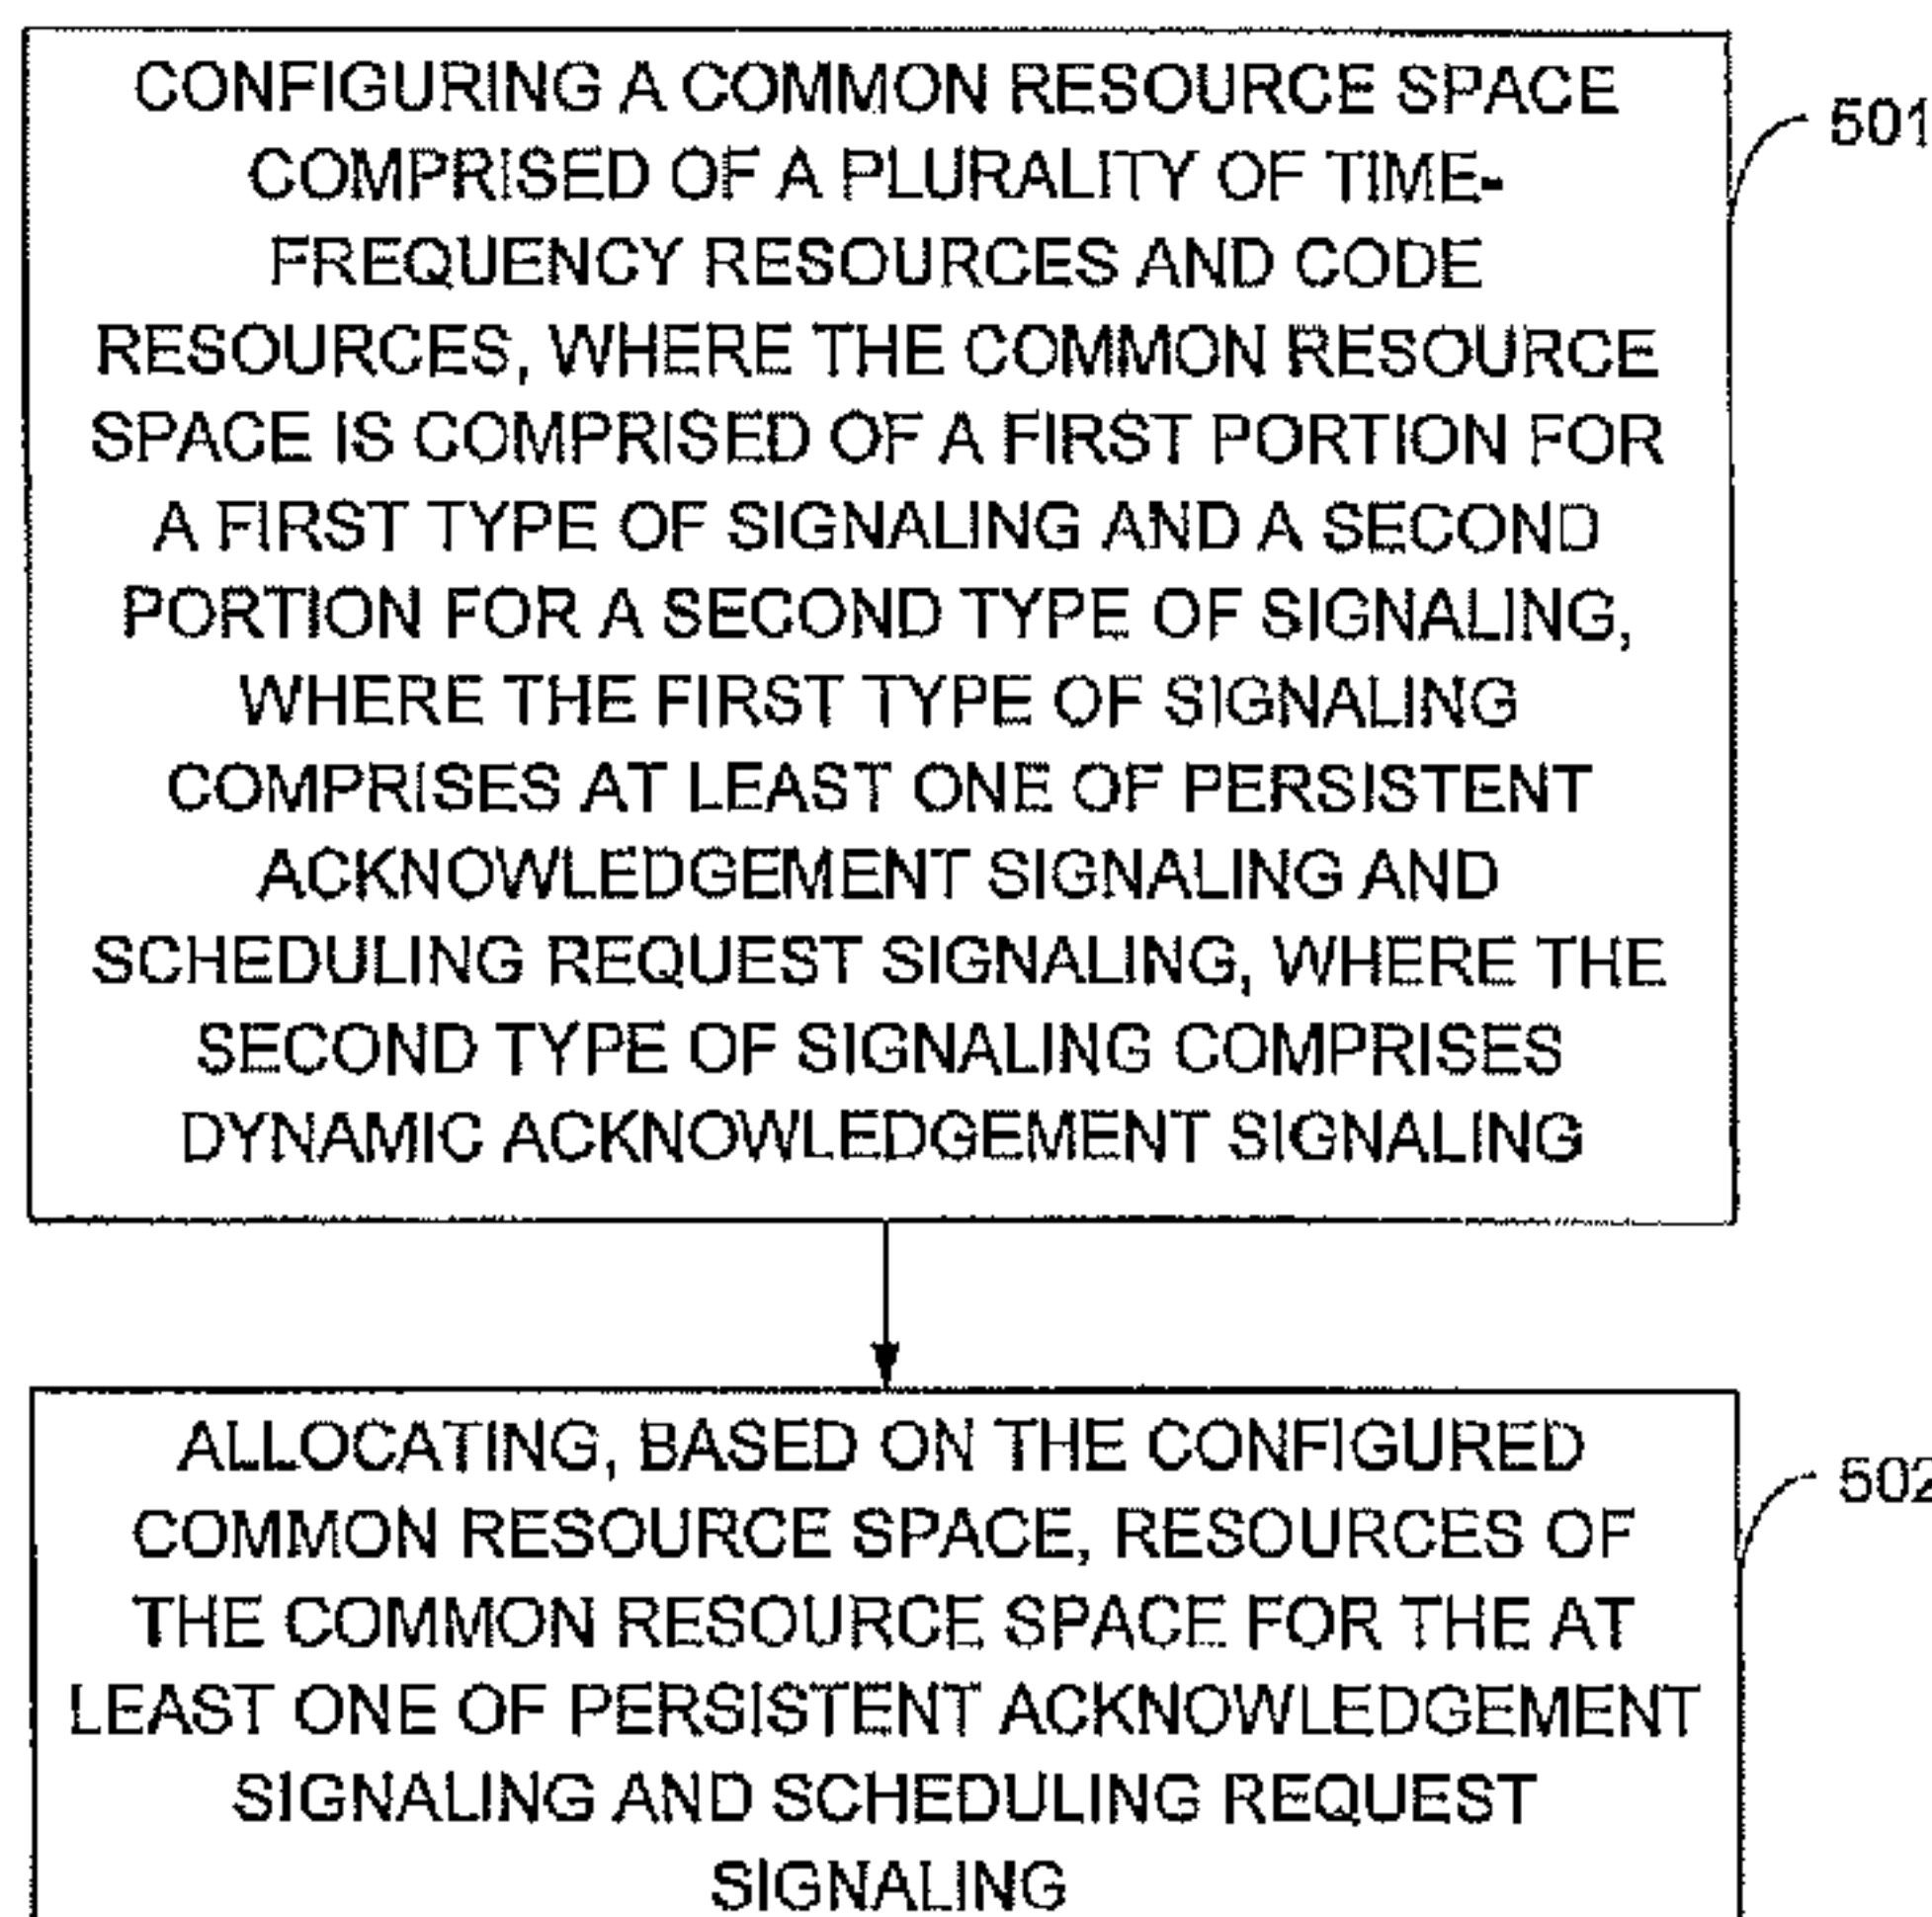 CONFIGURING A COMMON RESOURCE SPACE
COMPRISED OF A PLURALITY OF TIME-
FREQUENCY RESOURCES AND CODE
RESOURCES, WHERE THE COMMON RESOURCE
SPACE IS COMPRISED OF A FIRST PORTION FOR
A FIRST TYPE OF SIGNALING AND A SECOND
PORTION FOR A SECOND TYPE OF SIGNALING,
WHERE THE FIRST TYPE OF SIGNALING
COMPRISES AT LEAST ONE OF PERSISTENT
ACKNOWLEDGEMENT SIGNALING AND
SCHEDULING REQUEST SIGNALING, WHERE THE
SECOND TYPE OF SIGNALING COMPRISES
DYNAMIC ACKNOWLEDGEMENT SIGNALING
501
ALLOCATING, BASED ON THE CONFIGURED
COMMON RESOURCE SPACE, RESOURCES OF
THE COMMON RESOURCE SPACE FOR THE AT
LEAST ONE OF PERSISTENT ACKNOWLEDGEMENT
SIGNALING AND SCHEDULING REQUEST
SIGNALING
502